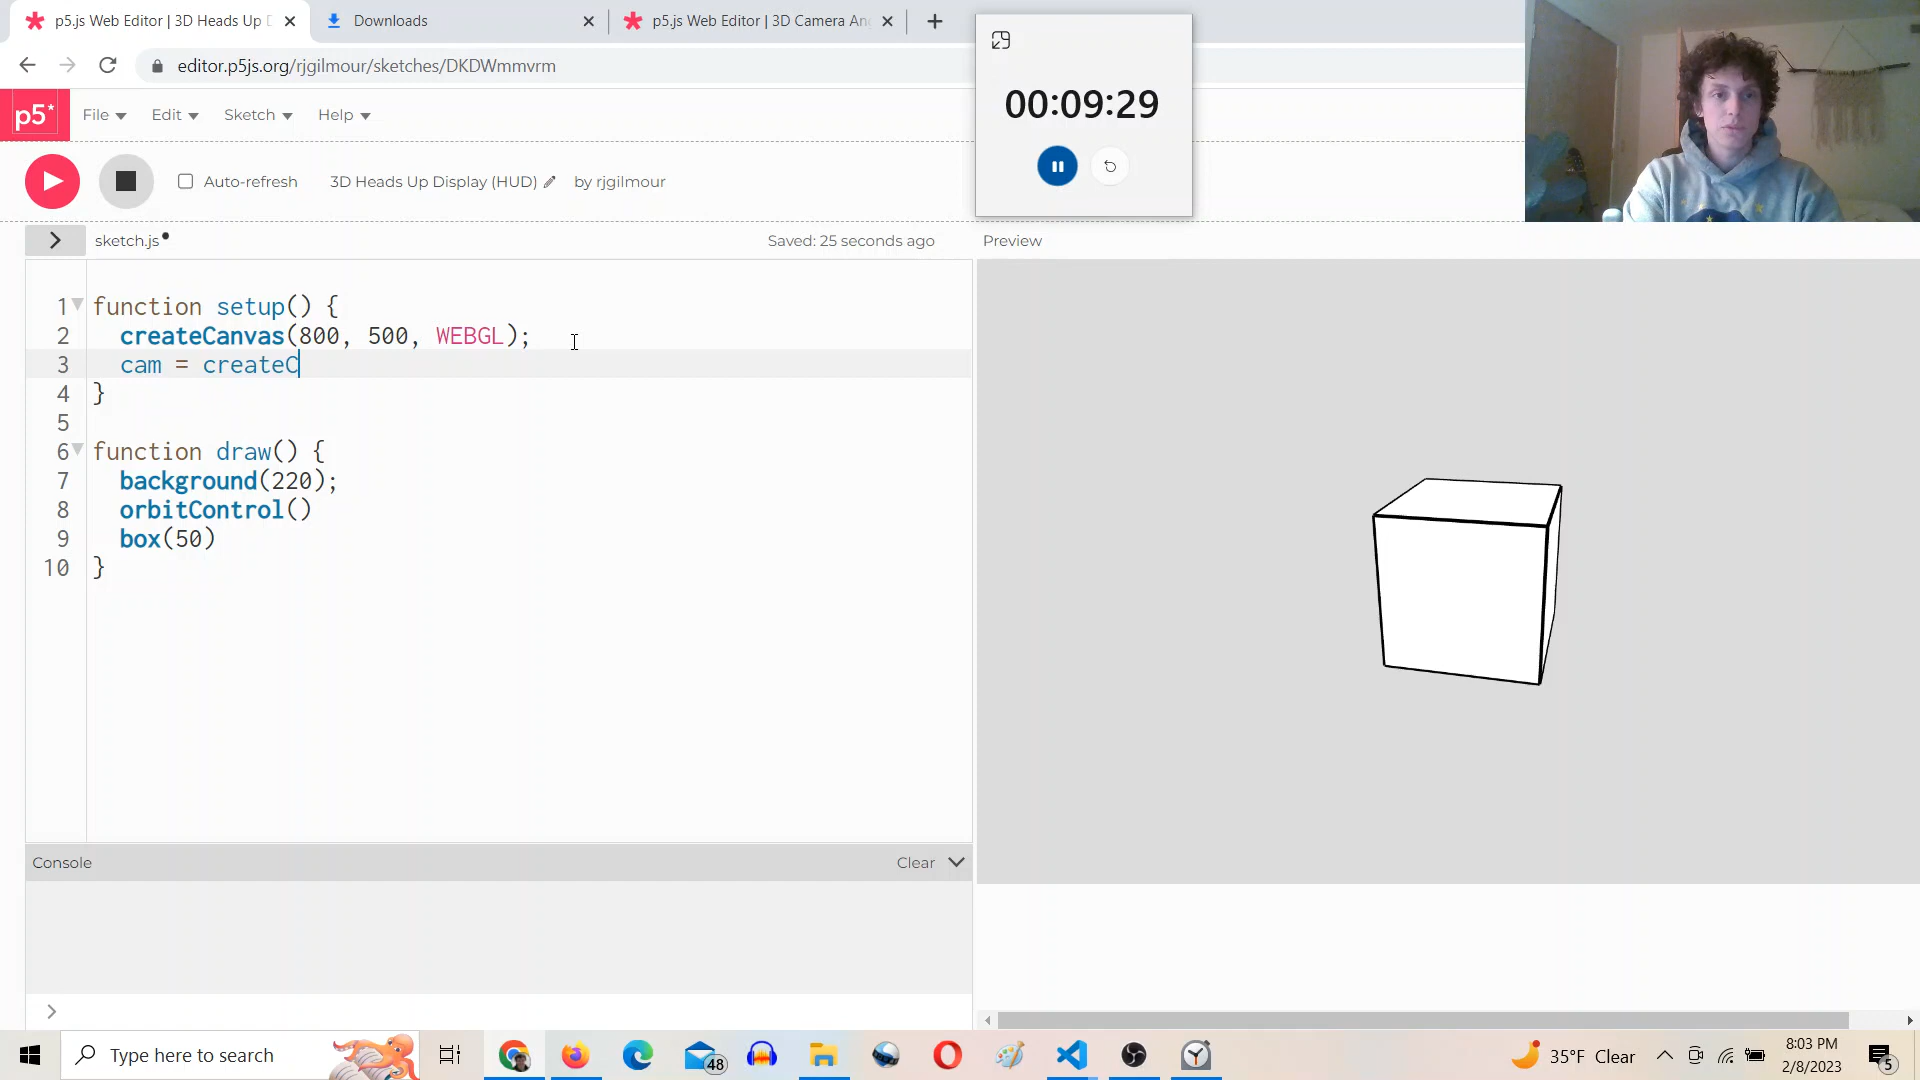 p5.js Web Editor | 3D Heads Up D
Downloads
p5.js Web Editor | 3D Camera An
editor.p5js.org/rjgilmour/sketches/DKDWmmvrm
00:09:29
p5*
File
Edit
Sketch
Help
Auto-refresh
3D Heads Up Display (HUD)
by rjgilmour
sketch.js
Saved: 25 seconds ago
Preview
1 function setup() {
2 createCanvas(800, 500, WEBGL);
3 cam = createC
4 }
5
6 function draw() {
7 background(220);
8 orbitControl()
9 box(50)
10 }
Console
Clear
Type here to search
48
35°F Clear
8:03 PM
2/8/2023
5